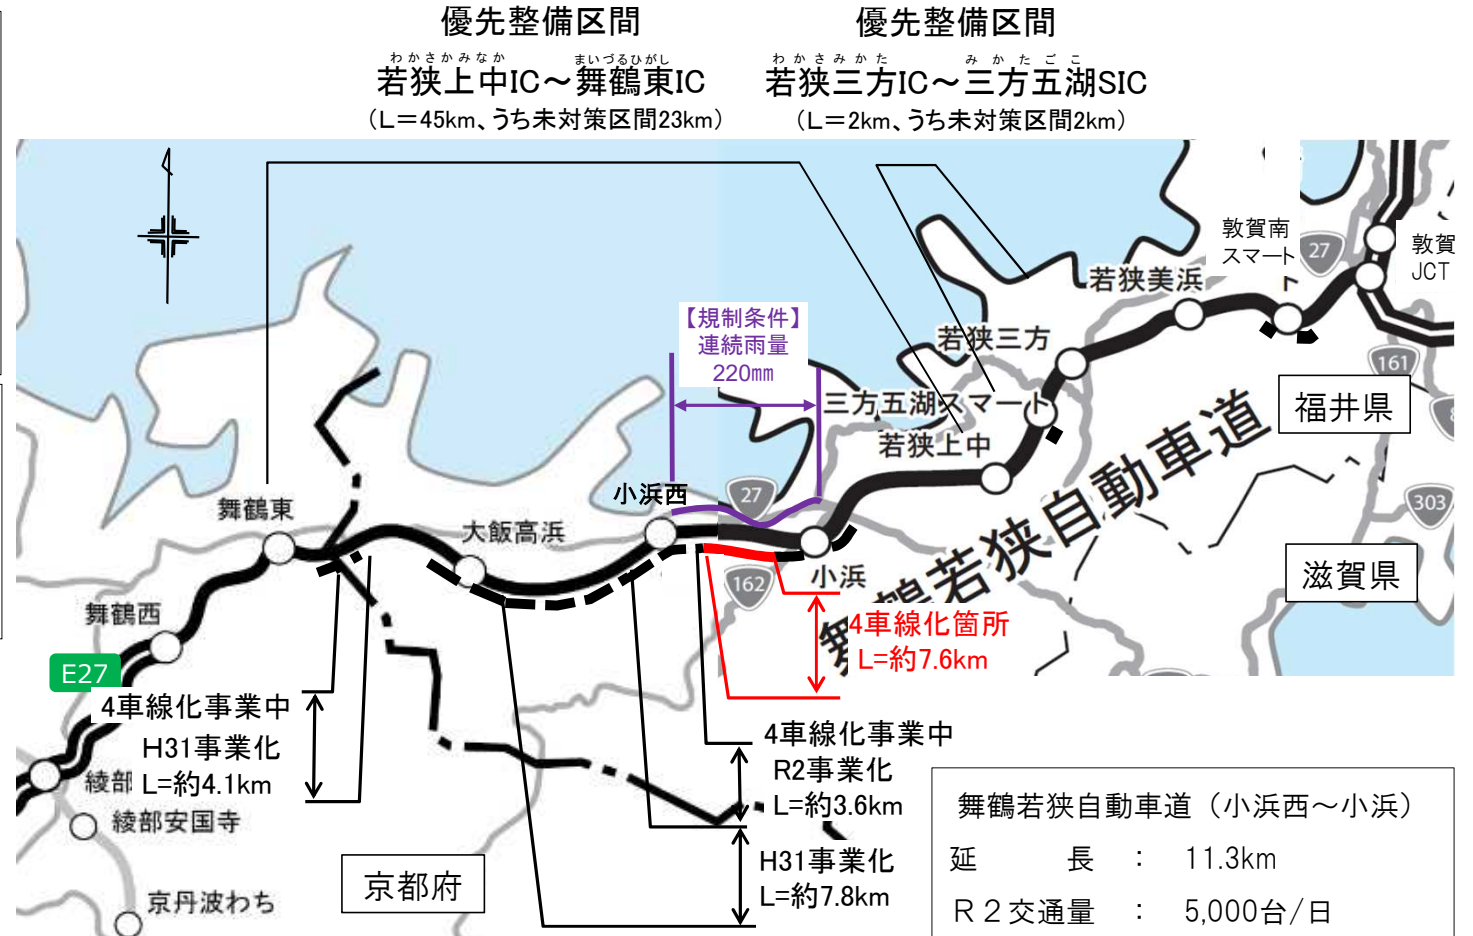 優先整備区間
わかさかみなか まいづるひがし
若狭上中IC～舞鶴東IC
（L＝45km、うち未対策区間23km）
優先整備区間
わかさみかた みかたごこ
若狭三方IC～三方五湖SIC
（L＝2km、うち未対策区間2km）
敦賀南
スマート
27
敦賀
JCT
若狭美浜
【規制条件】
連続雨量
220㎜
若狭三方
161
三方五湖スマート
福井県
8
若狭上中
舞鶴若狭自動車道
小浜西
27
303
舞鶴東
大飯高浜
小浜
162
滋賀県
舞鶴西
4車線化箇所
L=約7.6km
E27
4車線化事業中
H31事業化
L=約4.1km
4車線化事業中
R2事業化
L=約3.6km
綾部
綾部安国寺
H31事業化
L=約7.8km
京都府
京丹波わち
舞鶴若狭自動車道（小浜西～小浜）
延　長　：　11.3km
Ｒ２交通量　：　5,000台/日